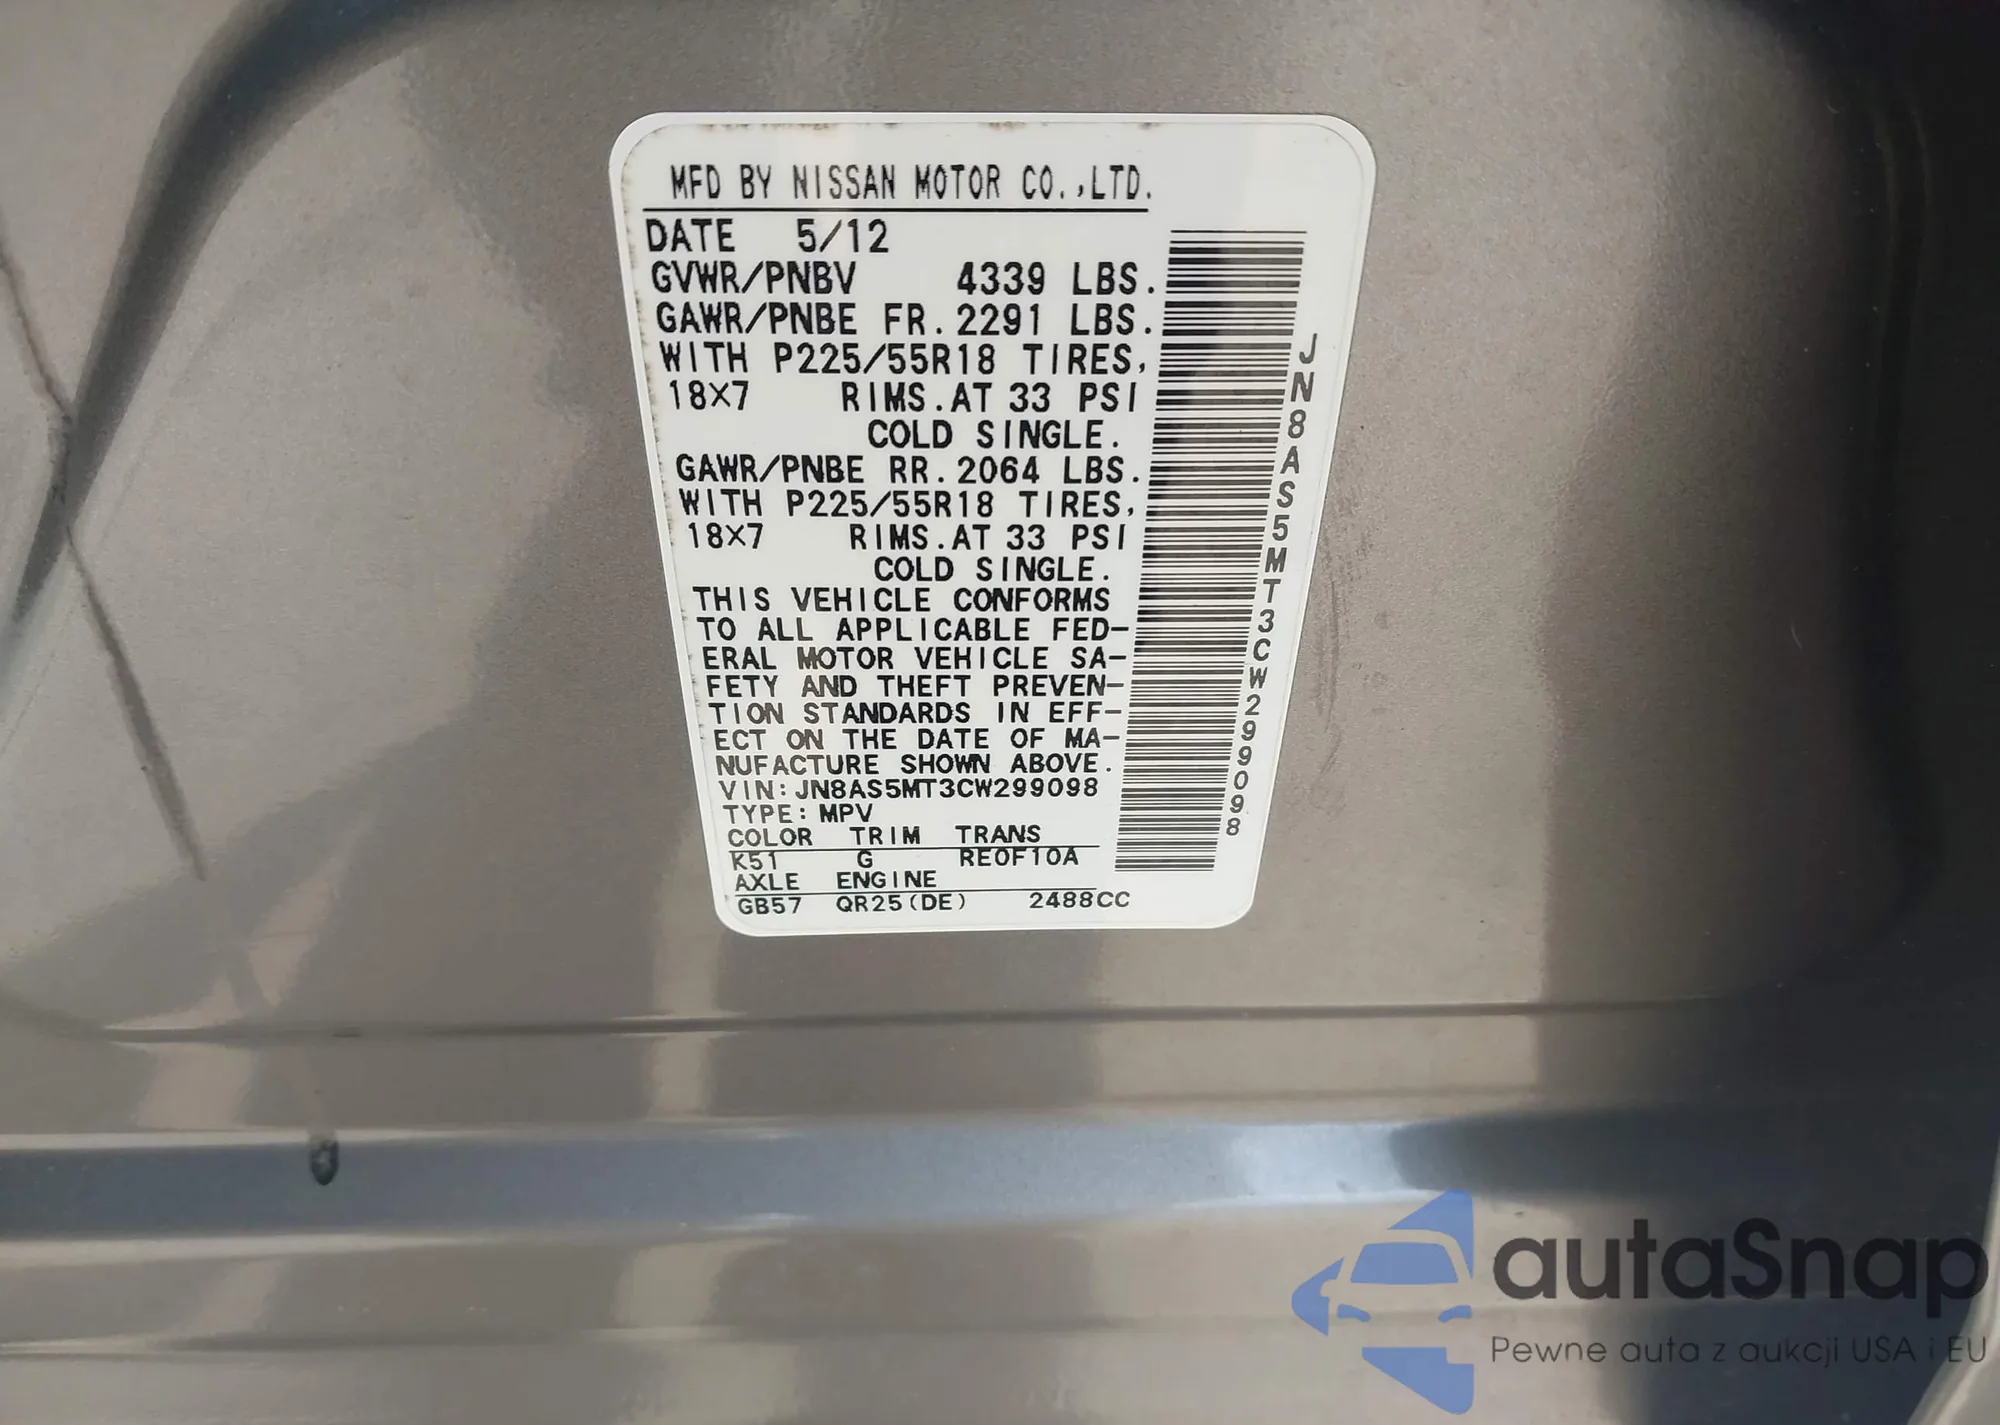 MFD BY NISSAN MOTOR CO.,LTD.
DATE 5/12
GVWR/PNBV 4339 LBS.
GAWR/PNBE FR.2291 LBS.
WITH P225/55R18 TIRES,
18X7 RIMS.AT 33 PSI
COLD SINGLE.
GAWR/PNBE RR.2064 LBS.
WITH P225/55R18 TIRES,
18X7 RIMS.AT 33 PSI
COLD SINGLE.
THIS VEHICLE CONFORMS
TO ALL APPLICABLE FED-
ERAL MOTOR VEHICLE SA-
FETY AND THEFT PREVEN-
TION STANDARDS IN EFF-
ECT ON THE DATE OF MA-
NUFACTURE SHOWN ABOVE.
VIN:JN8AS5MT3CW299098
TYPE:MPV
COLOR TRIM TRANS
K51 G RE0F10A
AXLE ENGINE
GB57 QR25(DE) 2488CC
JN8AS5MT3CW299098
autaSnap
Pewne auta z aukcji USA i EU